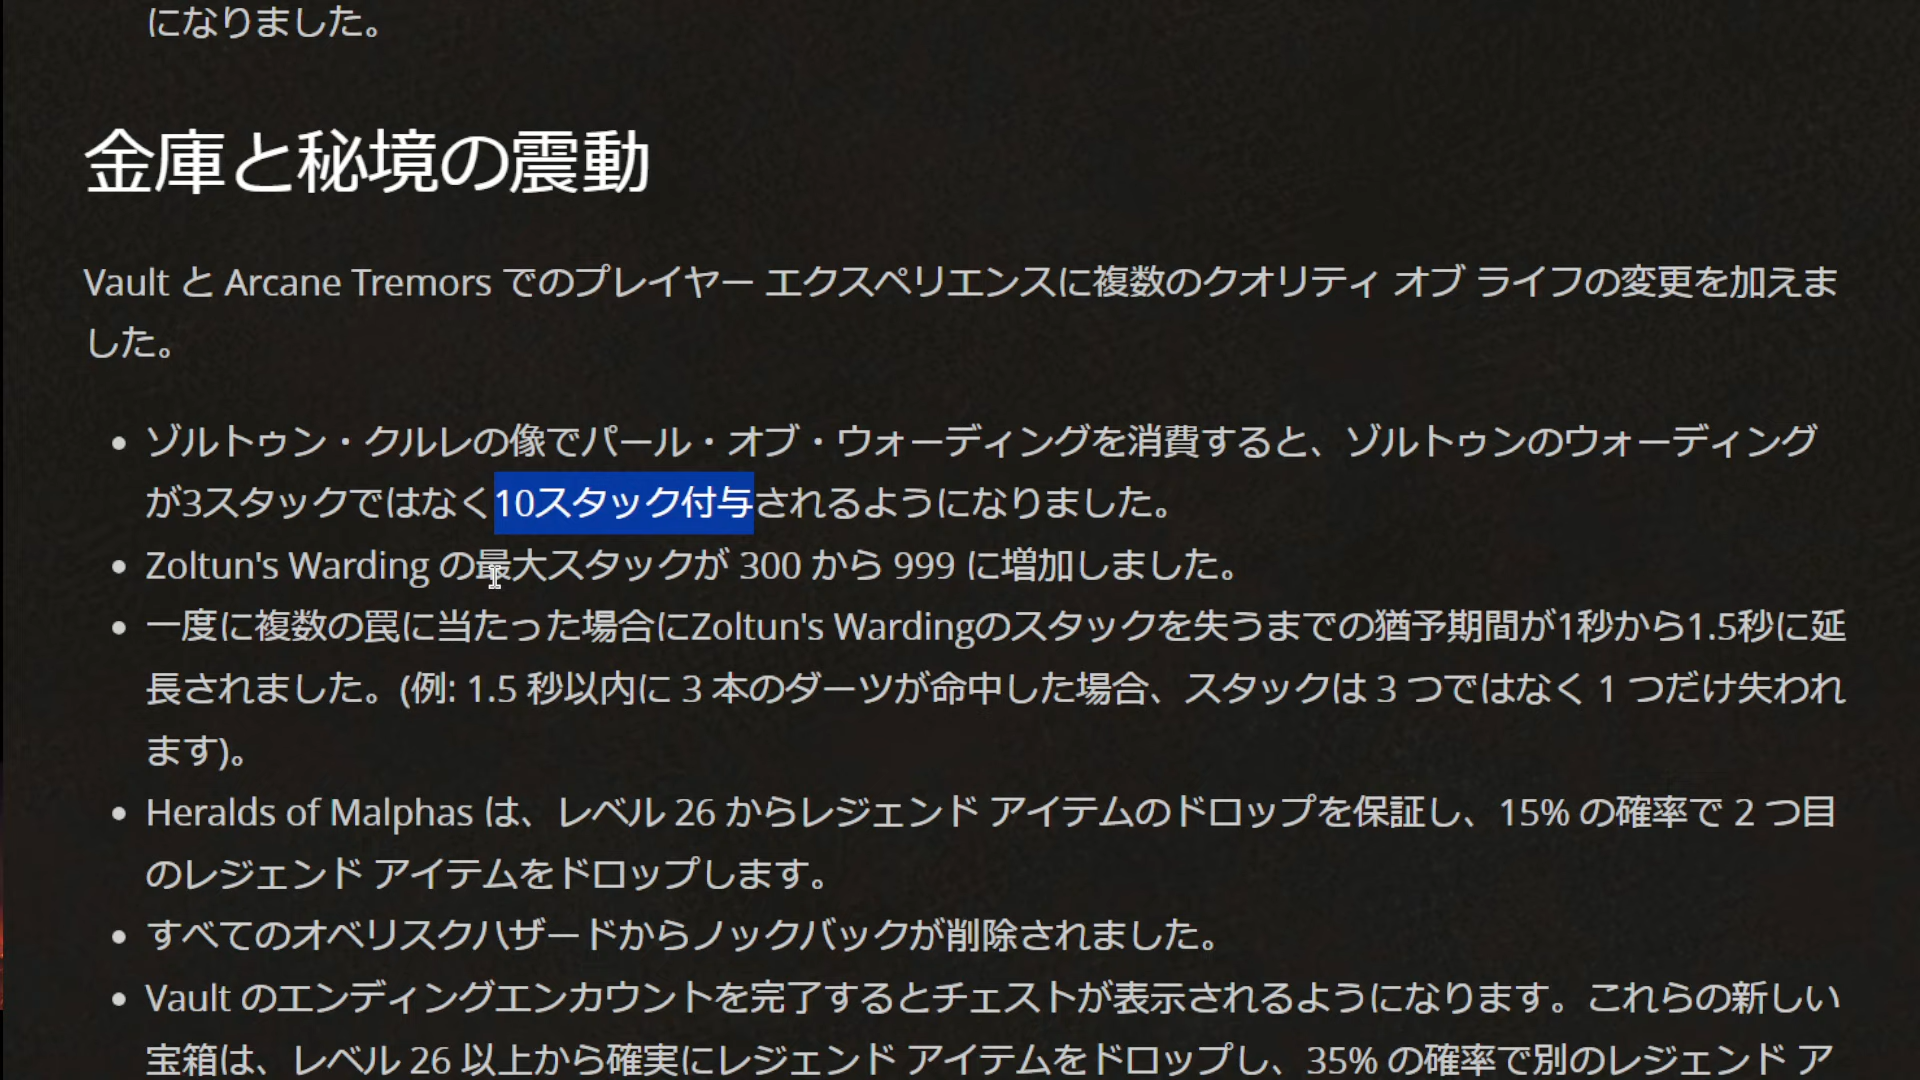 になりました。
金庫と秘境の震動
Vault と Arcane Tremors でのプレイヤー エクスペリエンスに複数のクオリティ オブ ライフの変更を加えま
した。
• ゾルトゥン・クルレの像でパール・オブ・ウォーディングを消費すると、ゾルトゥンのウォーディング
が3スタックではなく10スタック付与されるようになりました。
• Zoltun's Warding の最大スタックが 300 から 999 に増加しました。
• 一度に複数の罠に当たった場合にZoltun's Wardingのスタックを失うまでの猶予期間が1秒から1.5秒に延
長されました。(例: 1.5 秒以内に 3 本のダーツが命中した場合、スタックは 3 つではなく 1 つだけ失われ
ます)。
• Heralds of Malphas は、レベル 26 からレジェンド アイテムのドロップを保証し、15% の確率で 2 つ目
のレジェンド アイテムをドロップします。
• すべてのオベリスクハザードからノックバックが削除されました。
• Vault のエンディングエンカウントを完了するとチェストが表示されるようになります。これらの新しい
宝箱は、レベル 26 以上から確実にレジェンド アイテムをドロップし、35% の確率で別のレジェンド ア